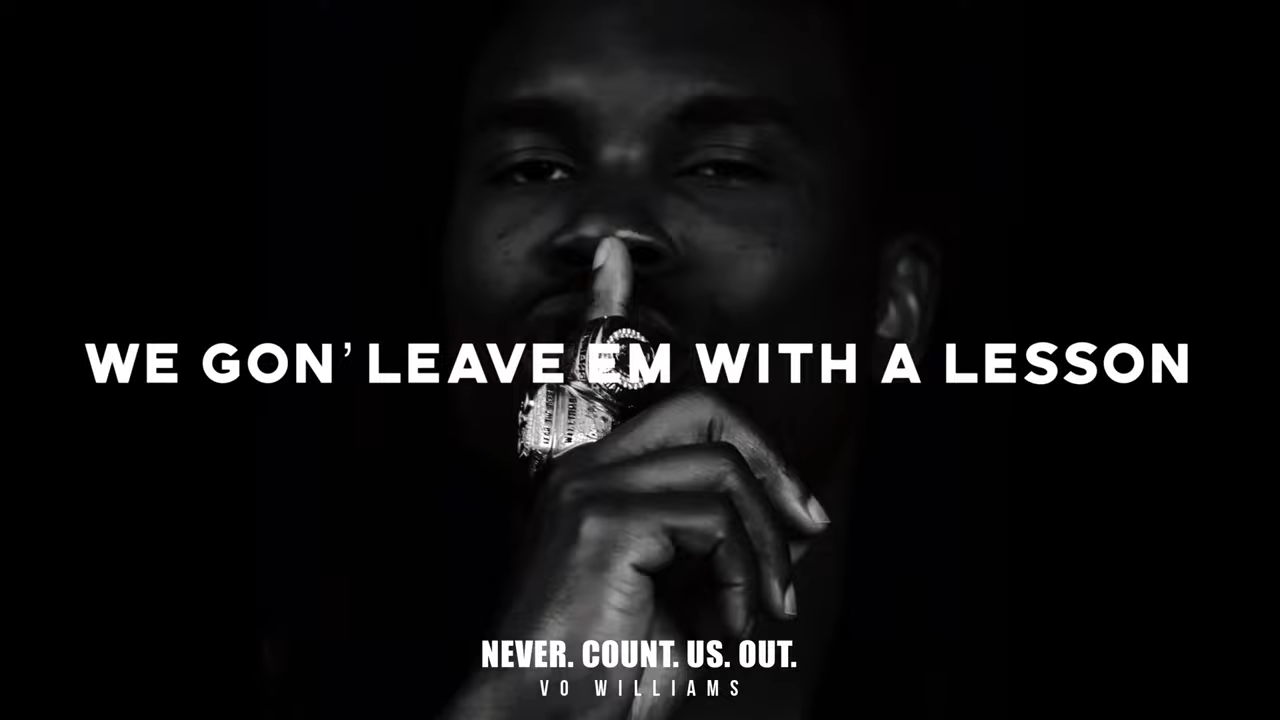 WE GON' LEAVE EM WITH A LESSON
NEVER. COUNT. US. OUT.
VO WILLIAMS